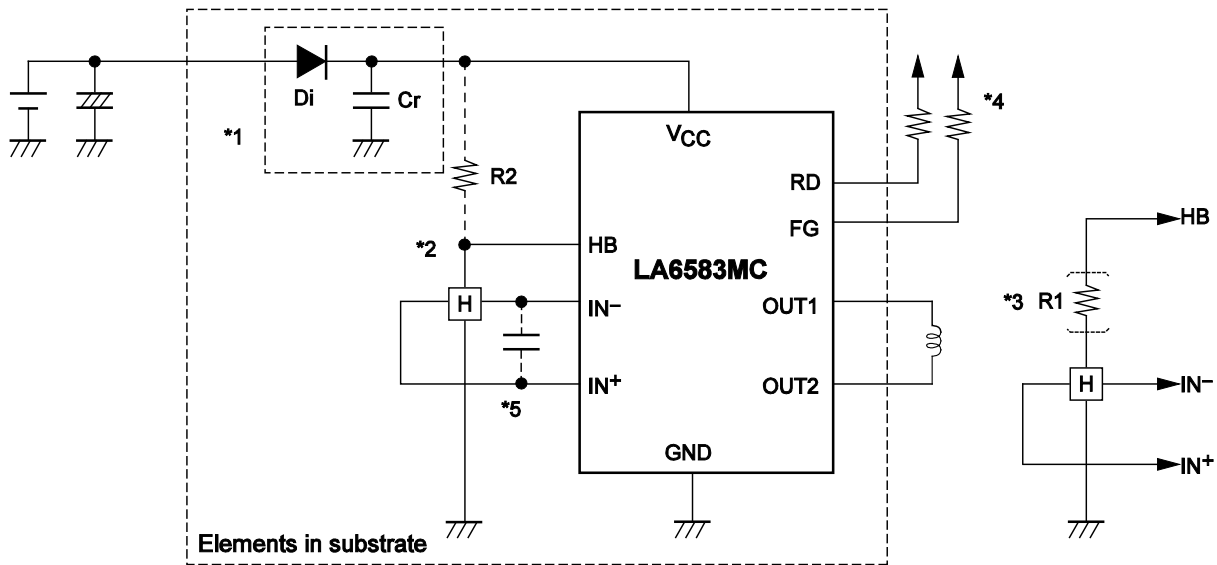 Di
Cr
*1
*4
VCC
R2
RD
FG
HB
*2
HB
LA6583MC
H
IN–
OUT1
*3 R1
IN+
OUT2
H
IN–
*5
GND
IN+
Elements in substrate